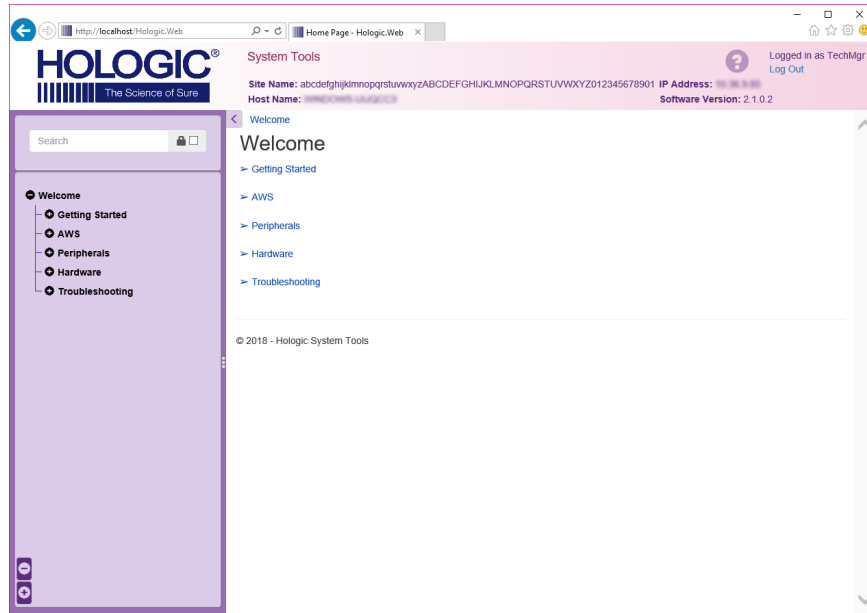 http://localhost/Hologic.Web
Home Page - Hologic.Web
HOLOGIC®
The Science of Sure
System Tools
Logged in as TechMgr
Log Out
Site Name: abcdefghijklmnopqrstuvwxyzABCDEFGHIJKLMNOPQRSTUVWXYZ012345678901 IP Address:
Host Name:
Software Version: 2.1.0.2
Search
Welcome
Getting Started
AWS
Peripherals
Hardware
Troubleshooting
Welcome
Welcome
➢ Getting Started
➢ AWS
➢ Peripherals
➢ Hardware
➢ Troubleshooting
© 2018 - Hologic System Tools